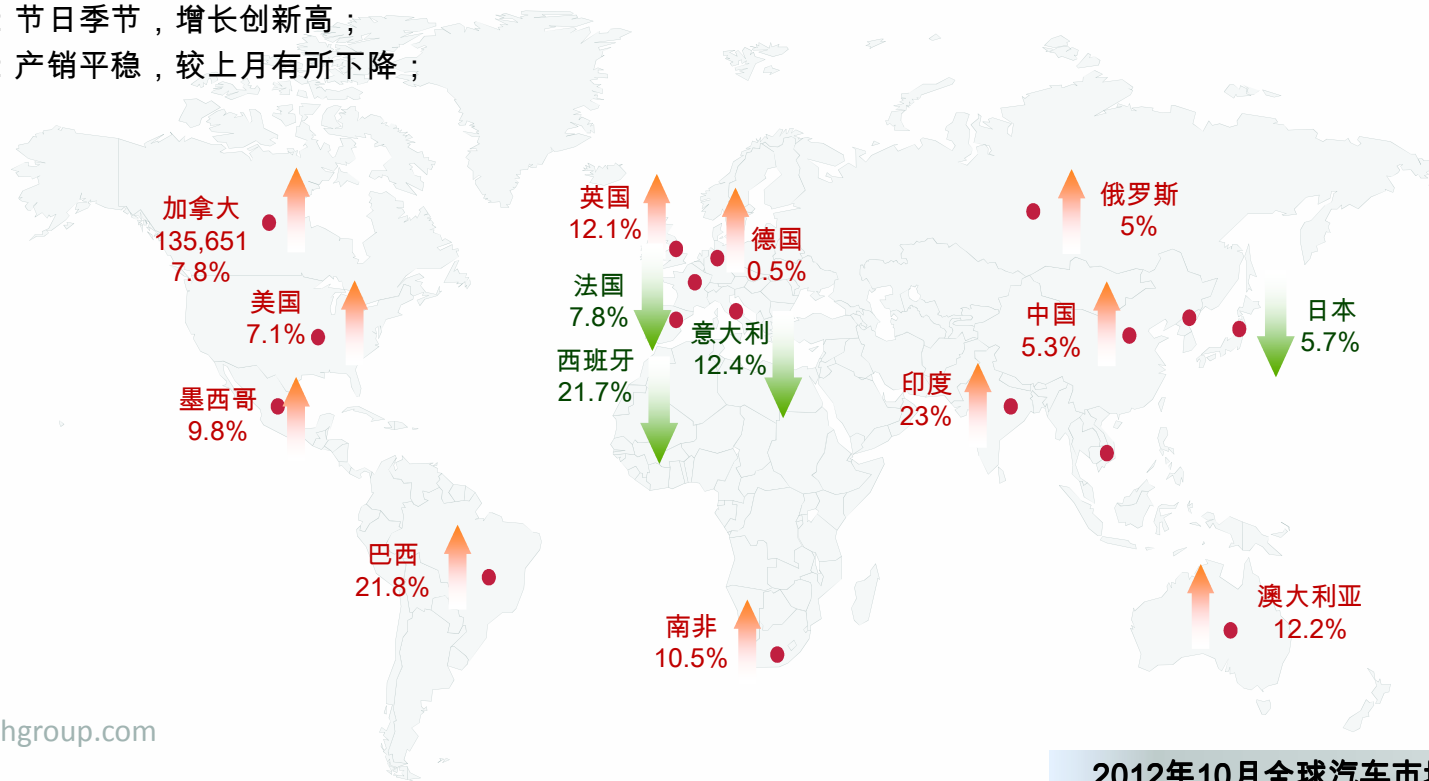 节日季节，增长创新高；
产销平稳，较上月有所下降；
加拿大
135,651
7.8%
美国
7.1%
墨西哥
9.8%
巴西
21.8%
英国
12.1%
德国
0.5%
法国
7.8%
意大利
12.4%
西班牙
21.7%
南非
10.5%
俄罗斯
5%
中国
5.3%
日本
5.7%
印度
23%
澳大利亚
12.2%
hgroup.com
2012年10月全球汽车市